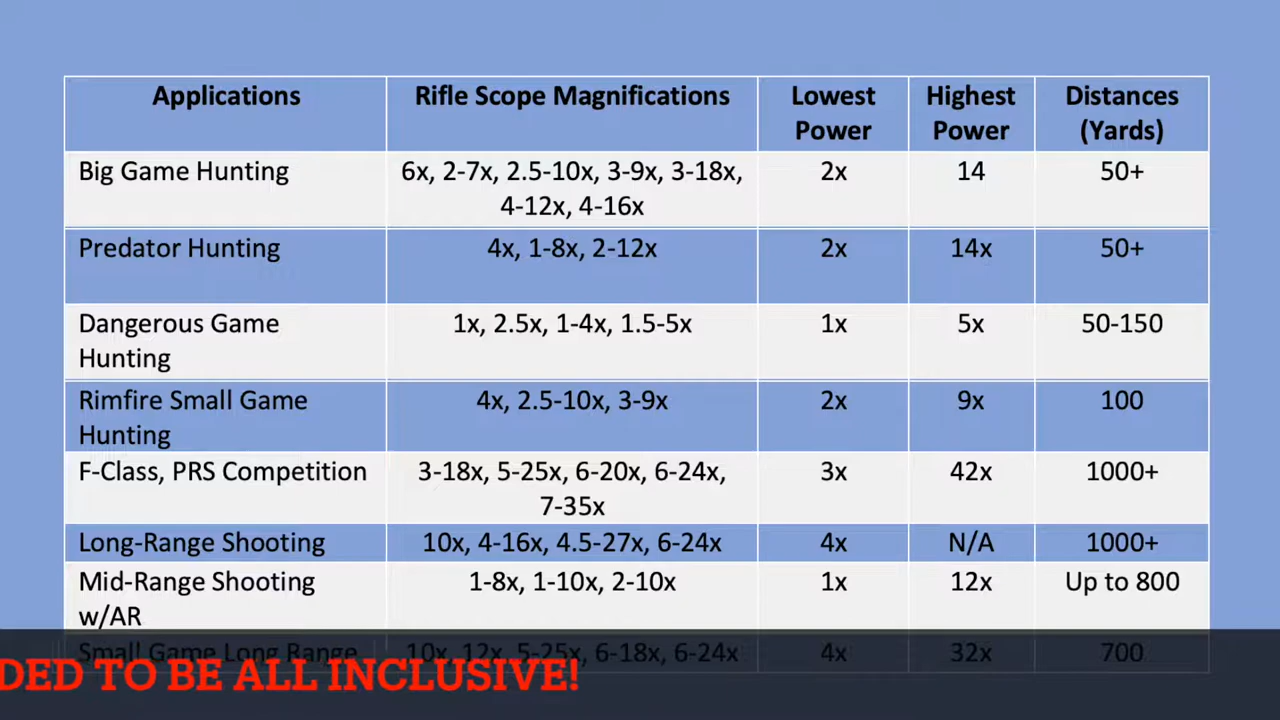 Applications Rifle Scope Magnifications Lowest Power Highest Power Distances (Yards)
Big Game Hunting 6x, 2-7x, 2.5-10x, 3-9x, 3-18x, 4-12x, 4-16x 2x 14 50+
Predator Hunting 4x, 1-8x, 2-12x 2x 14x 50+
Dangerous Game Hunting 1x, 2.5x, 1-4x, 1.5-5x 1x 5x 50-150
Rimfire Small Game Hunting 4x, 2.5-10x, 3-9x 2x 9x 100
F-Class, PRS Competition 3-18x, 5-25x, 6-20x, 6-24x, 7-35x 3x 42x 1000+
Long-Range Shooting 10x, 4-16x, 4.5-27x, 6-24x 4x N/A 1000+
Mid-Range Shooting w/AR 1-8x, 1-10x, 2-10x 1x 12x Up to 800
Small Game Long Range 10x, 12x, 5-25x, 6-18x, 6-24x 4x 32x 700
DED TO BE ALL INCLUSIVE!